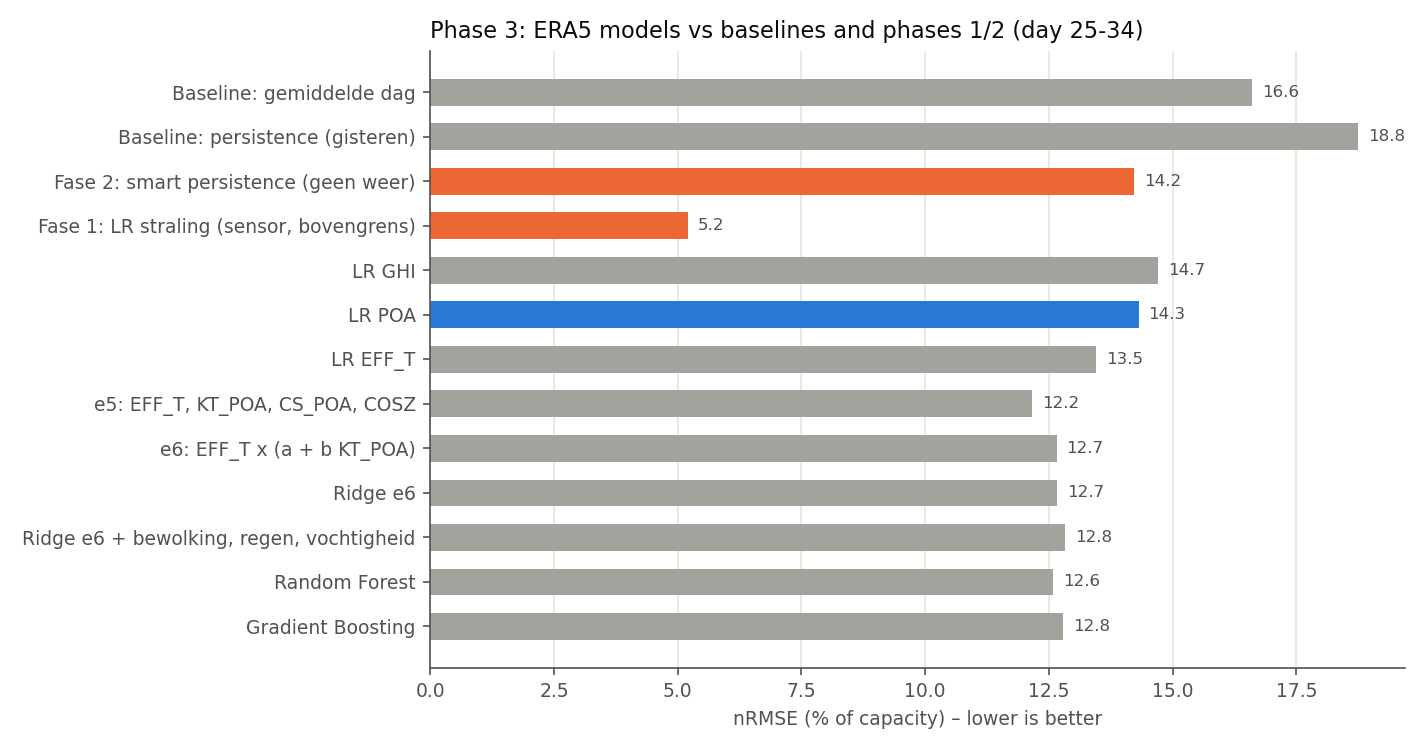 Phase 3: ERA5 models vs baselines and phases 1/2 (day 25-34)
Baseline: gemiddelde dag 16.6
Baseline: persistence (gisteren) 18.8
Fase 2: smart persistence (geen weer) 14.2
Fase 1: LR straling (sensor, bovengrens) 5.2
LR GHI 14.7
LR POA 14.3
LR EFF_T 13.5
e5: EFF_T, KT_POA, CS_POA, COSZ 12.2
e6: EFF_T x (a + b KT_POA) 12.7
Ridge e6 12.7
Ridge e6 + bewolking, regen, vochtigheid 12.8
Random Forest 12.6
Gradient Boosting 12.8
0.0 2.5 5.0 7.5 10.0 12.5 15.0 17.5
nRMSE (% of capacity) – lower is better